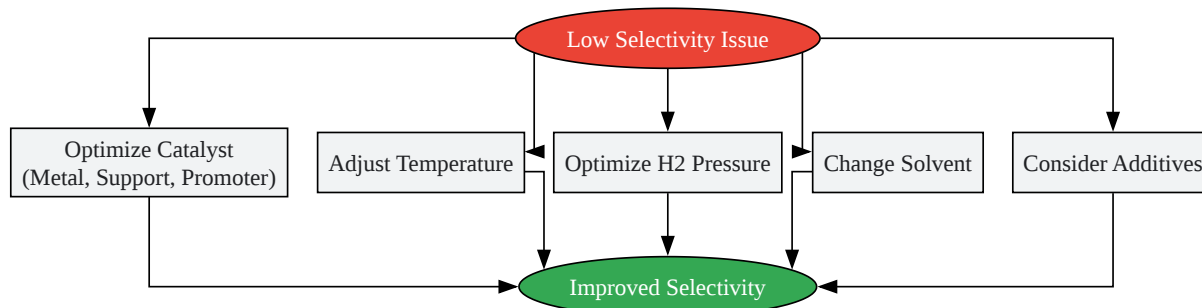 Low Selectivity Issue
Optimize Catalyst
(Metal, Support, Promoter)
Adjust Temperature
Optimize H2 Pressure
Change Solvent
Consider Additives
Improved Selectivity